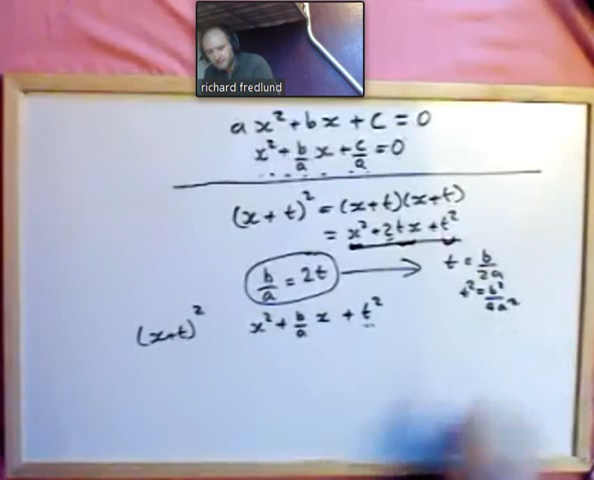 richard fredlund
ax²+bx+c=0
x²+b/a x+c/a=0
(x+t)²=(x+t)(x+t)
=x²+2tx+t²
b/a=2t
t=b/2a
t²=b²/4a²
(x+t)²
x²+b/a x+t²